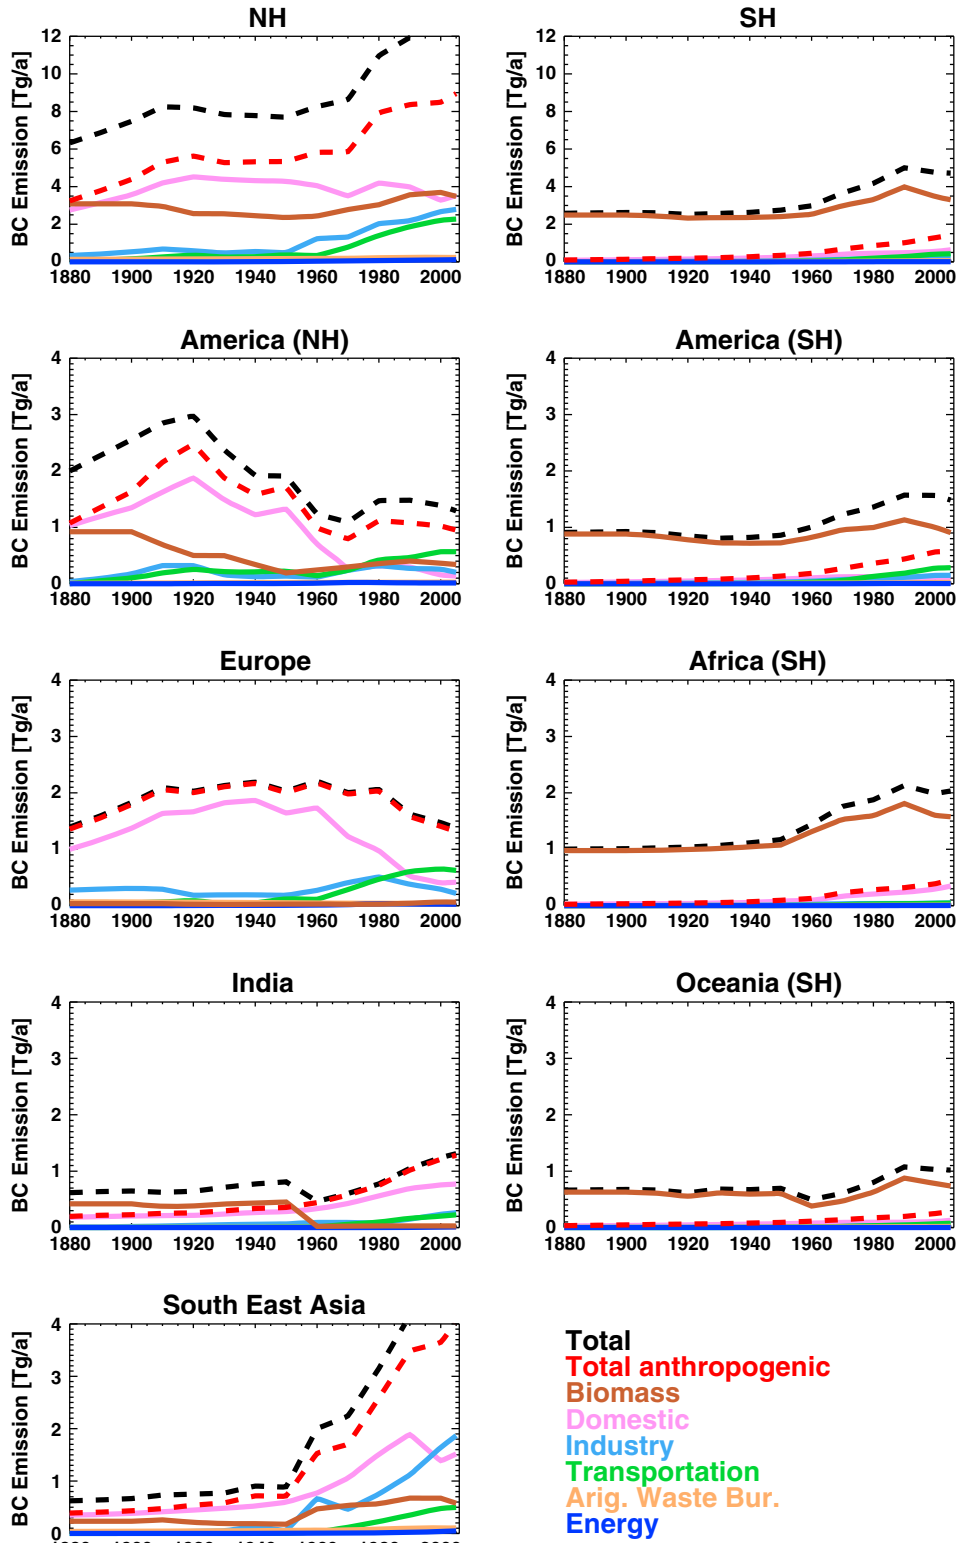 NH
BC Emission [Tg/a]
12
10
8
6
4
2
0
1880 1900 1920 1940 1960 1980 2000
SH
BC Emission [Tg/a]
12
10
8
6
4
2
0
1880 1900 1920 1940 1960 1980 2000
America (NH)
BC Emission [Tg/a]
4
3
2
1
0
1880 1900 1920 1940 1960 1980 2000
America (SH)
BC Emission [Tg/a]
4
3
2
1
0
1880 1900 1920 1940 1960 1980 2000
Europe
BC Emission [Tg/a]
4
3
2
1
0
1880 1900 1920 1940 1960 1980 2000
Africa (SH)
BC Emission [Tg/a]
4
3
2
1
0
1880 1900 1920 1940 1960 1980 2000
India
BC Emission [Tg/a]
4
3
2
1
0
1880 1900 1920 1940 1960 1980 2000
Oceania (SH)
BC Emission [Tg/a]
4
3
2
1
0
1880 1900 1920 1940 1960 1980 2000
South East Asia
BC Emission [Tg/a]
4
3
2
1
0
Total
Total anthropogenic
Biomass
Domestic
Industry
Transportation
Arig. Waste Bur.
Energy